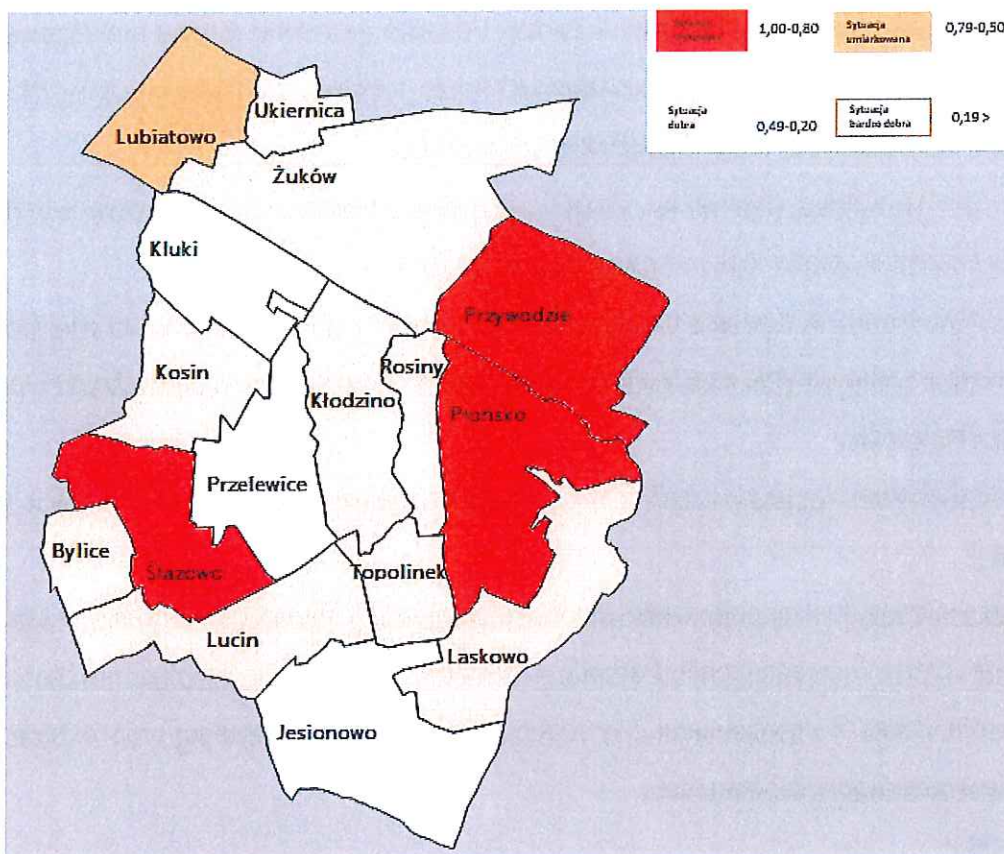 1,00-0,80
Sytuacja
umiarkowana
0,79-0,50
Sytuacja
dobra
0,49-0,20
Sytuacja
bardzo dobra
0,19 >
Ukiernica
Lubiatowo
Żuków
Kluki
Przywodzie
Kosin
Rosiny
Kłodzino
Płońsko
Przelewice
Bylice
Topolinek
Lucin
Laskowo
Jesionowo